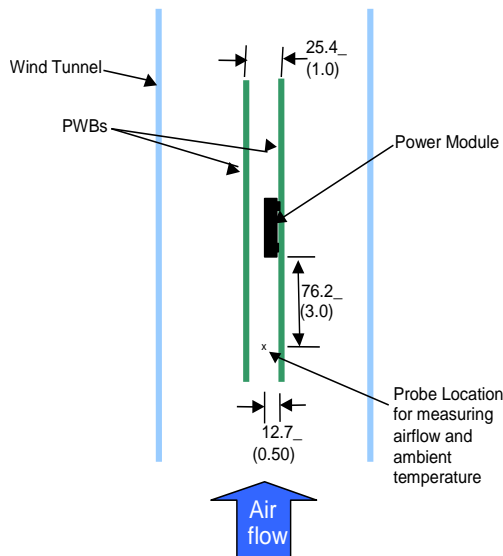 25.4_
(1.0)
Wind Tunnel
PWBs
Power Module
76.2_
(3.0)
x
Probe Location
for measuring
airflow and
ambient
temperature
12.7_
(0.50)
Air
flow